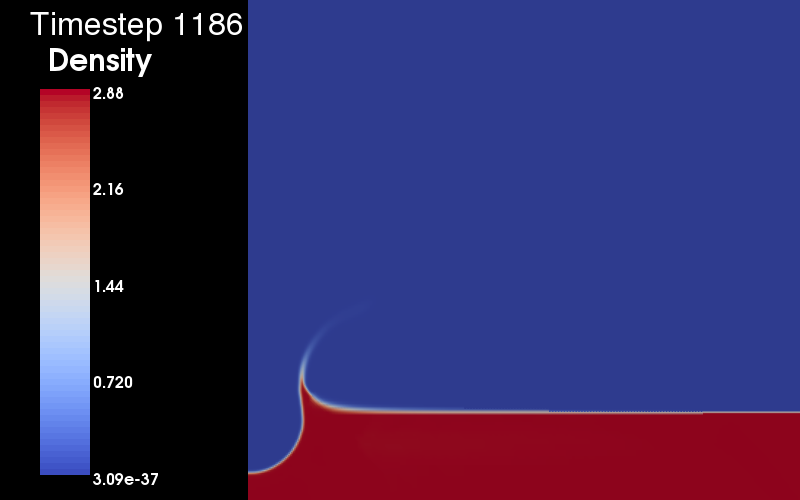 Timestep 1186
Density
2.88
2.16
1.44
0.720
3.09e-37